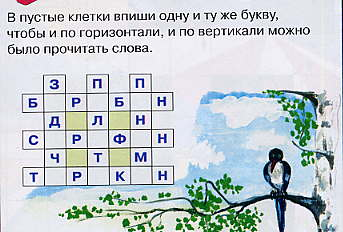 В пустые клетки впиши одну и ту же букву,
чтобы и по горизонтали, и по вертикали можно
было прочитать слова.
З П П
Б Р Б Н
Д Л Н
С Р Ф Н
Ч Т М
Т Р К Н